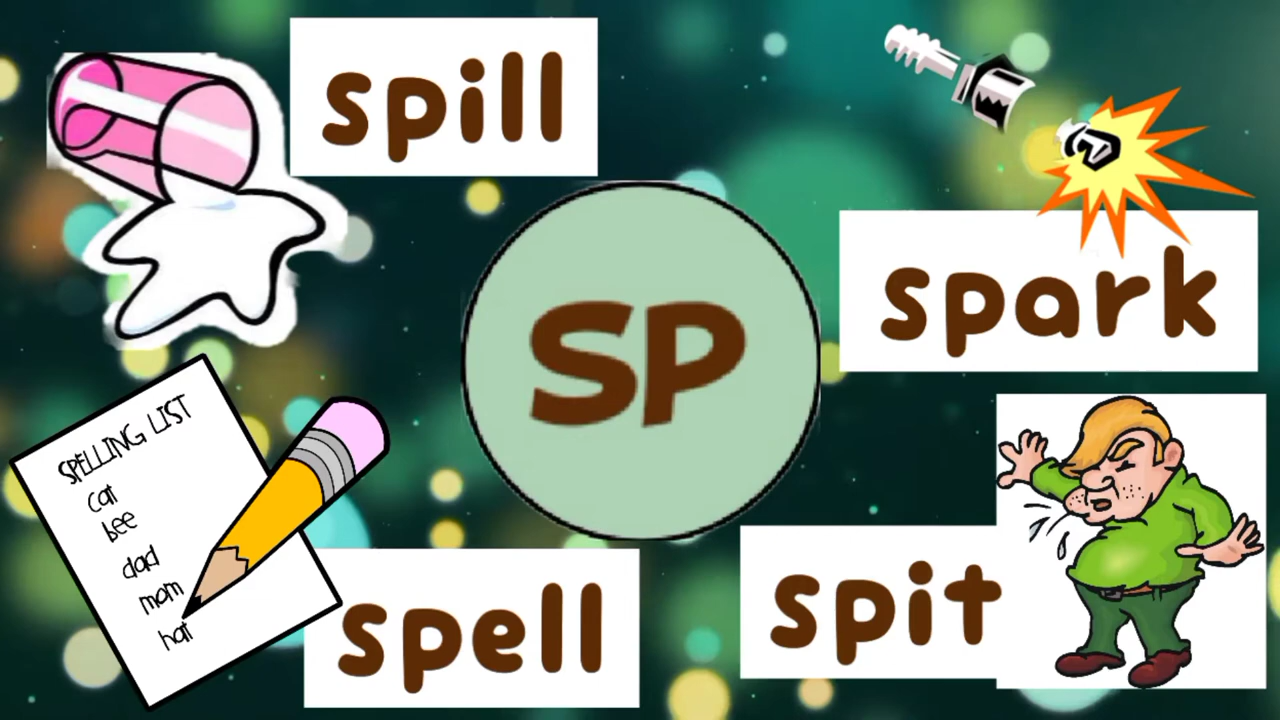 spill
spark
SP
SPELLING LIST
cat
bee
dad
mom
hat
spell
spit